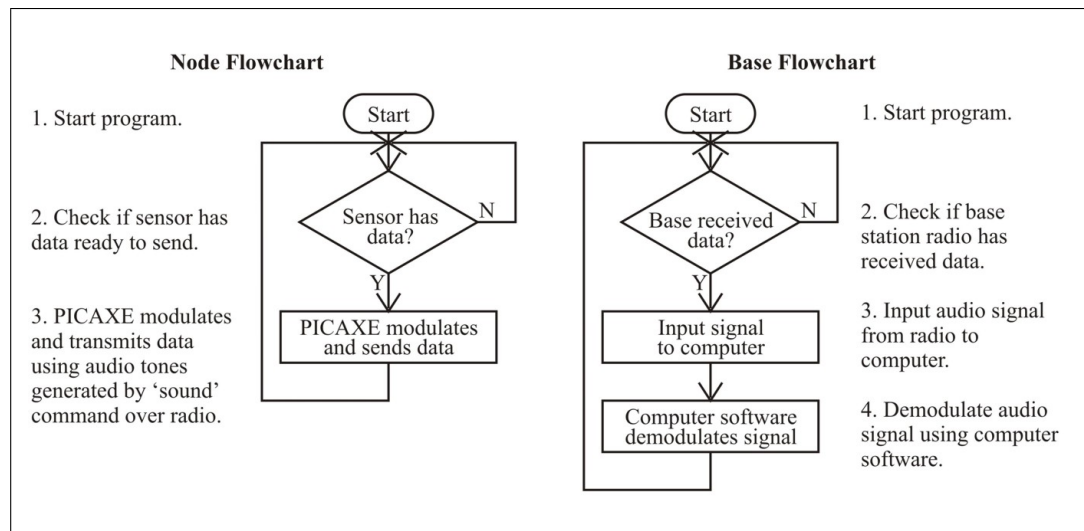 Node Flowchart
1. Start program.
Start
2. Check if sensor has
data ready to send.
Sensor has
data?
N
Y
3. PICAXE modulates
and transmits data
using audio tones
generated by ‘sound’
command over radio.
PICAXE modulates
and sends data
Base Flowchart
Start
1. Start program.
Base received
data?
N
Y
2. Check if base
station radio has
received data.
Input signal
to computer
3. Input audio signal
from radio to
computer.
Computer software
demodulates signal
4. Demodulate audio
signal using computer
software.